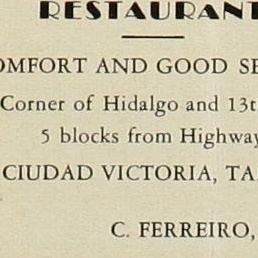 RESTAURANT
OMFORT AND GOOD SE
Corner of Hidalgo and 13t
5 blocks from Highway
CIUDAD VICTORIA, TA
C. FERREIRO,